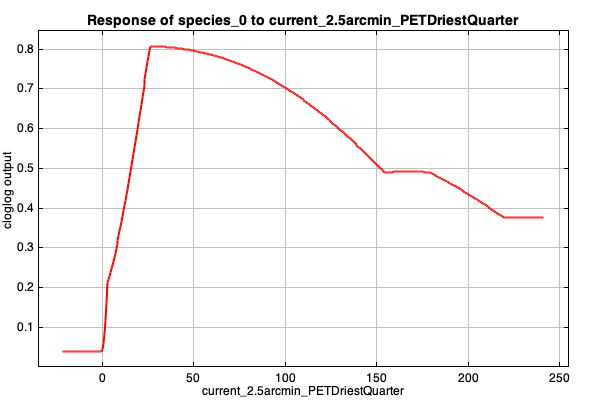 Response of species_0 to current_2.5arcmin_PETDriestQuarter
cloglog output
0.8
0.7
0.6
0.5
0.4
0.3
0.2
0.1
0 50 100 150 200 250
current_2.5arcmin_PETDriestQuarter